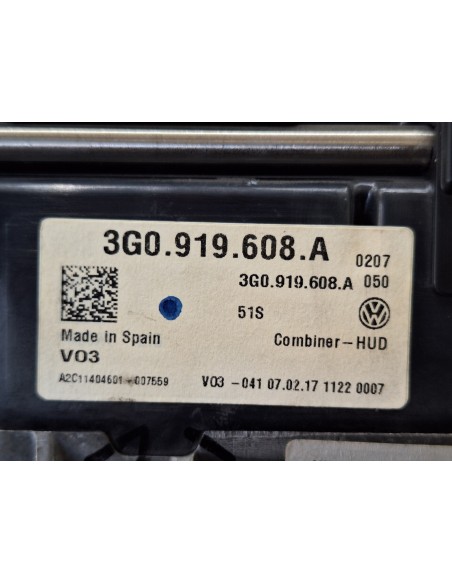 3G0.919.608.A 0207
3G0.919.608.A 050
51S
Made in Spain Combiner-HUD
V03
A2C11404601-007559 V03 -041 07.02.17 1122 0007